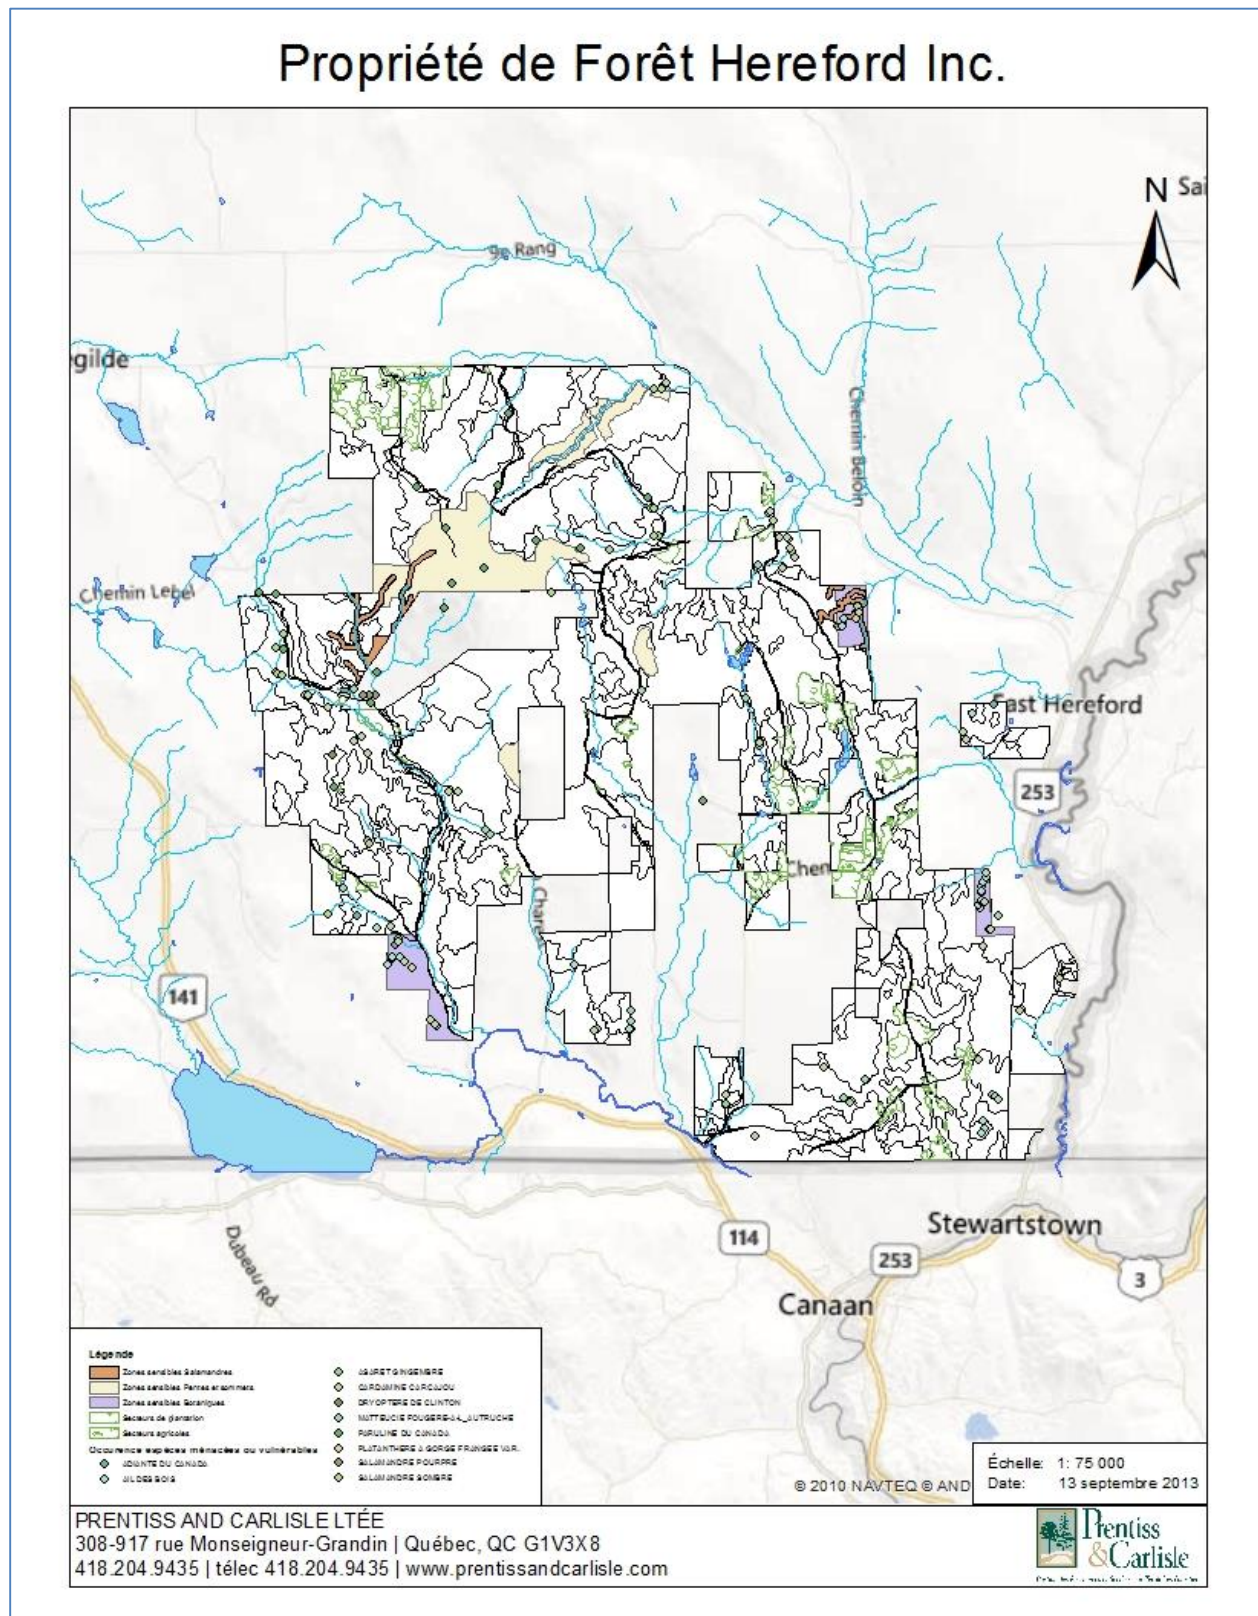 Propriété de Forêt Hereford Inc.
N
Sai
9e Rang
gilde
Chemin Beloin
Chemin Lebel
East Hereford
253
Chen
Chares
141
Stewartstown
114
253
3
Canaan
Dubeau Rd
Légende
Zones sensibles Salamandres
Zones sensibles Pentes et sommets
Zones sensibles Botaniques
Secteurs de plantation
Secteurs agricoles
Occurence espèces menacées ou vulnérables
ADIANTE DU CANADA
AIL DES BOIS
ASARET GINGEMBRE
CARDAMINE CARCAJOU
DRYOPTERE DE CLINTON
MATTEUCIE FOUGERE-A-L_AUTRUCHE
PARULINE DU CANADA
PLATANTHERE A GORGE FRANGEE VAR.
SALAMANDRE POURPRE
SALAMANDRE SOMBRE
© 2010 NAVTEQ © AND
Échelle: 1: 75 000
Date: 13 septembre 2013
PRENTISS AND CARLISLE LTÉE
308-917 rue Monseigneur-Grandin | Québec, QC G1V3X8
418.204.9435 | télec 418.204.9435 | www.prentissandcarlisle.com
Prentiss
&Carlisle